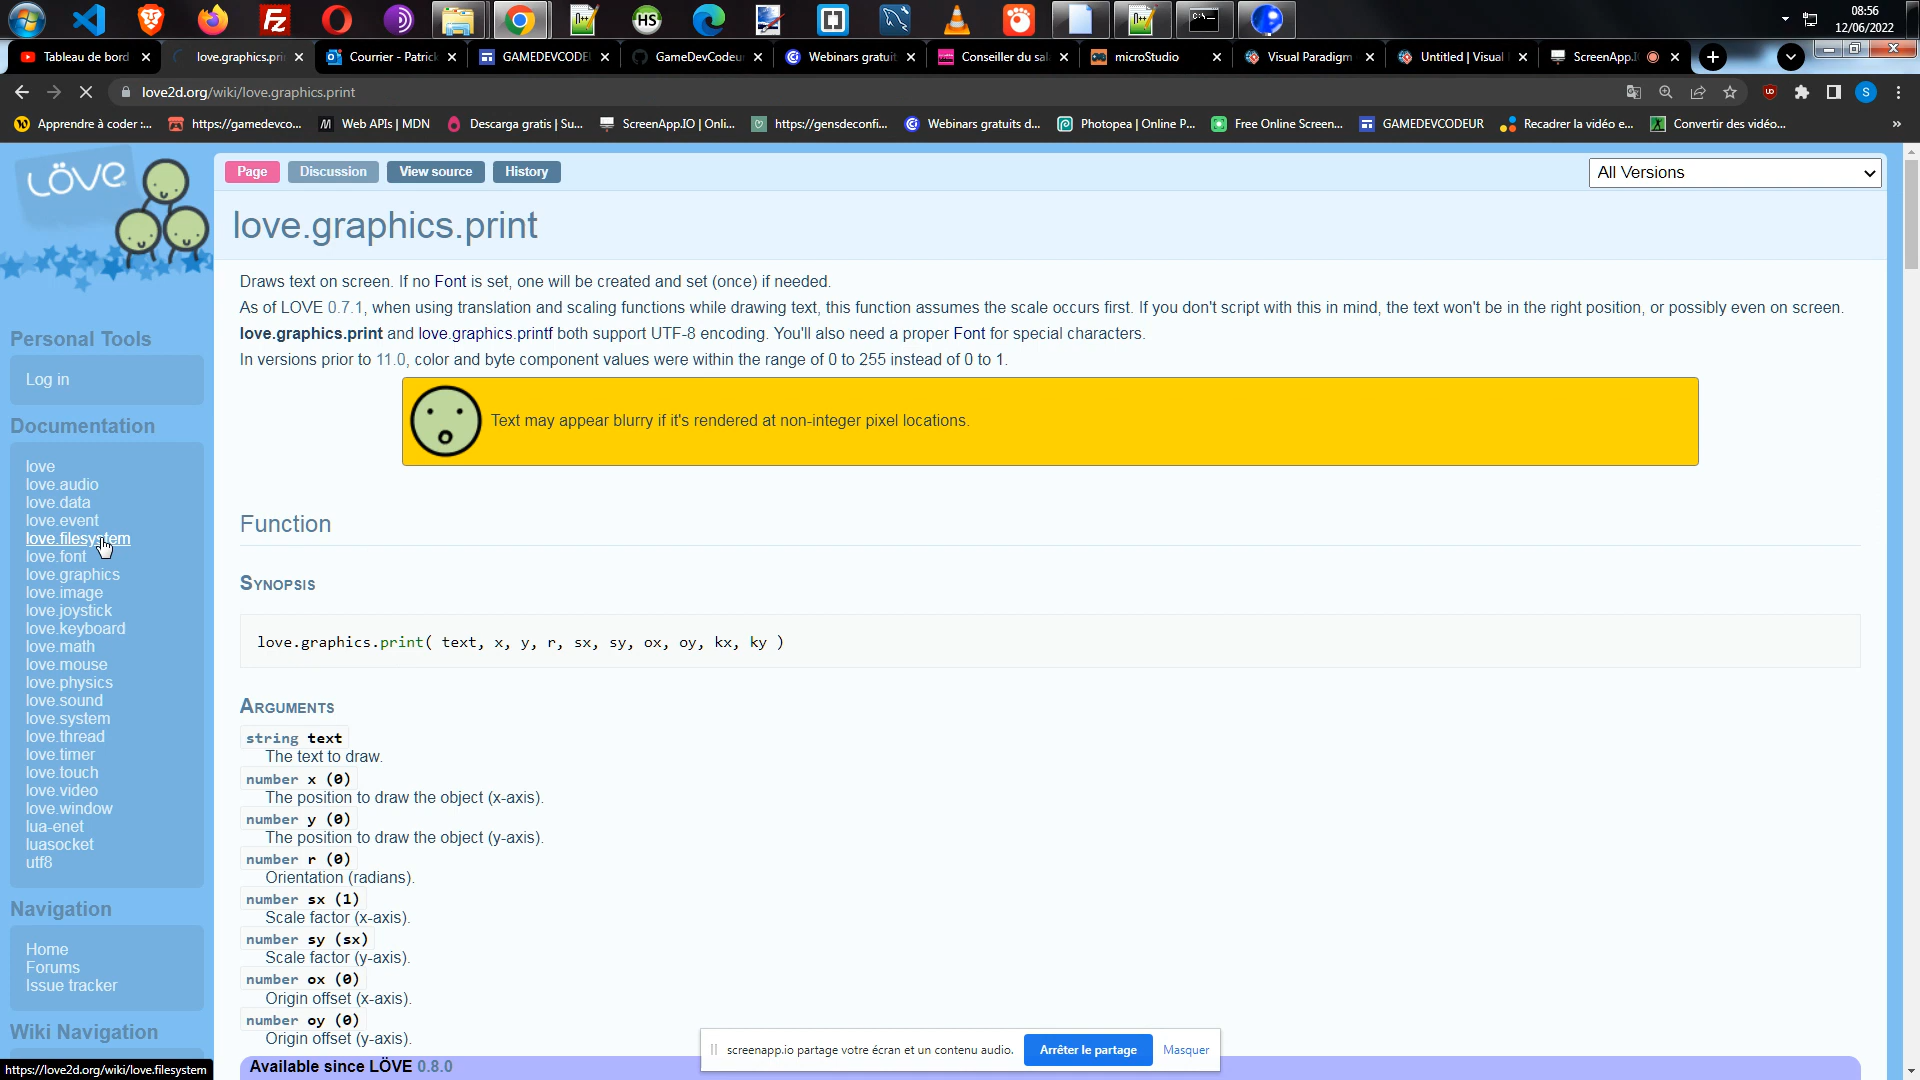 08:56
12/06/2022
Tableau de bord
love.graphics.pri
Courrier - Patrick
GAMEDEVCODE
GameDevCodeu
Webinars gratuit
Conseiller du sa
microStudio
Visual Paradigm
Untitled | Visual
ScreenApp.I
love2d.org/wiki/love.graphics.print
S
Apprendre à coder :...
https://gamedevco...
Web APIs | MDN
Descarga gratis | Su...
ScreenApp.IO | Onli...
https://gensdeconfi...
Webinars gratuits d...
Photopea | Online P...
Free Online Screen...
GAMEDEVCODEUR
Recadrer la vidéo e...
Convertir des vidéo...
»
LÖVE
Page
Discussion
View source
History
All Versions
love.graphics.print
Draws text on screen. If no Font is set, one will be created and set (once) if needed.
As of LOVE 0.7.1, when using translation and scaling functions while drawing text, this function assumes the scale occurs first. If you don't script with this in mind, the text won't be in the right position, or possibly even on screen.
love.graphics.print and love.graphics.printf both support UTF-8 encoding. You'll also need a proper Font for special characters.
In versions prior to 11.0, color and byte component values were within the range of 0 to 255 instead of 0 to 1.
Text may appear blurry if it's rendered at non-integer pixel locations.
Personal Tools
Log in
Documentation
love
love.audio
love.data
love.event
love.filesystem
love.font
love.graphics
love.image
love.joystick
love.keyboard
love.math
love.mouse
love.physics
love.sound
love.system
love.thread
love.timer
love.touch
love.video
love.window
lua-enet
luasocket
utf8
Navigation
Home
Forums
Issue tracker
Wiki Navigation
Function
Synopsis
love.graphics.print( text, x, y, r, sx, sy, ox, oy, kx, ky )
Arguments
string text
The text to draw.
number x (0)
The position to draw the object (x-axis).
number y (0)
The position to draw the object (y-axis).
number r (0)
Orientation (radians).
number sx (1)
Scale factor (x-axis).
number sy (sx)
Scale factor (y-axis).
number ox (0)
Origin offset (x-axis).
number oy (0)
Origin offset (y-axis).
Available since LÖVE 0.8.0
screenapp.io partage votre écran et un contenu audio.
Arrêter le partage
Masquer
https://love2d.org/wiki/love.filesystem